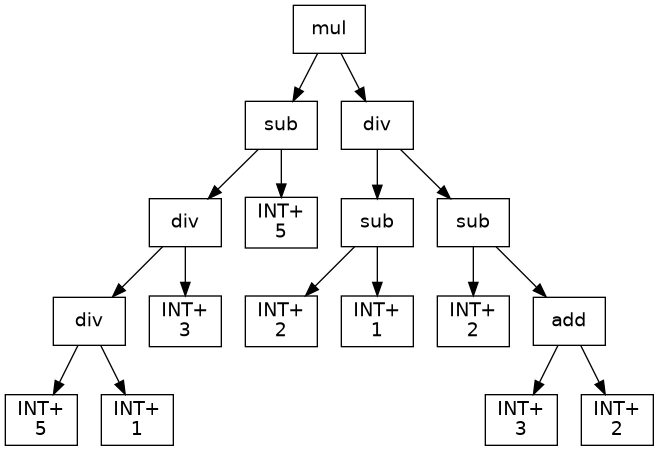 mul
sub
div
div
INT+
5
sub
sub
div
INT+
3
INT+
2
INT+
1
INT+
2
add
INT+
5
INT+
1
INT+
3
INT+
2